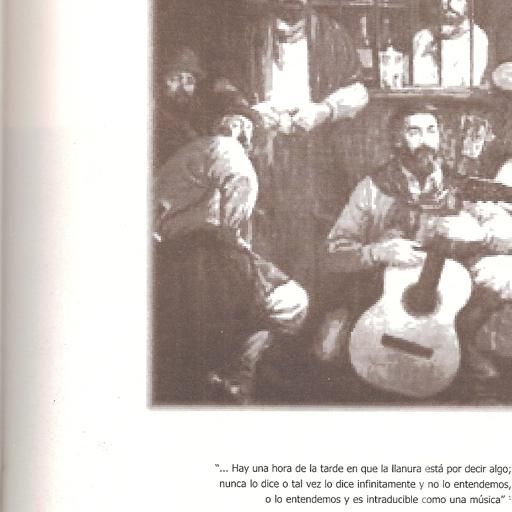 "... Hay una hora de la tarde en que la llanura está por decir algo;
nunca lo dice o tal vez lo dice infinitamente y no lo entendemos,
o lo entendemos y es intraducible como una música"